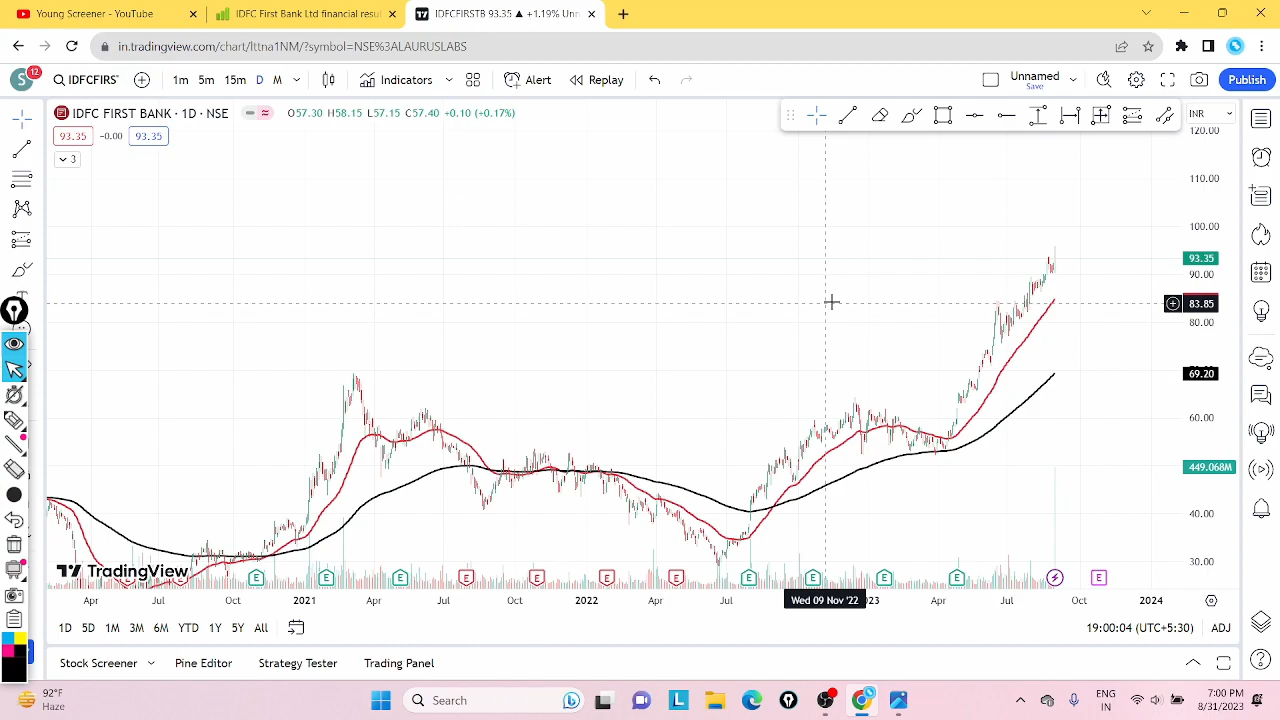 Young Screener - YouTube
IDFC First Bank Ltd financial resul
IDFCFIRSTB 93.35 ▲ +1.19% Unn
in.tradingview.com/chart/lttna1NM/?symbol=NSE%3ALAURUSLABS
S 12 IDFCFIRS 1m 5m 15m D M Indicators Alert Replay Unnamed Save Publish
IDFC FIRST BANK · 1D · NSE O57.30 H58.15 L57.15 C57.40 +0.10 (+0.17%) INR
93.35 −0.00 93.35
3
120.00
110.00
100.00
93.35
90.00
83.85
80.00
69.20
60.00
449.068M
40.00
30.00
TradingView
E E E E E E E E E E E E
Apr Jul Oct 2021 Apr Jul Oct 2022 Apr Jul Wed 09 Nov '22 Apr Jul Oct 2024
1D 5D 1M 3M 6M YTD 1Y 5Y All 19:00:04 (UTC+5:30) ADJ
Stock Screener Pine Editor Strategy Tester Trading Panel
92°F
Haze
Search
ENG
IN
7:00 PM
8/31/2023